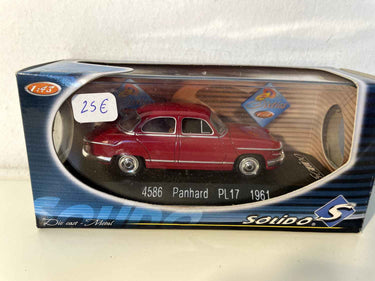 1:43
25€
4586 Panhard PL17 1961
SOLIDO S
Die cast - Metal